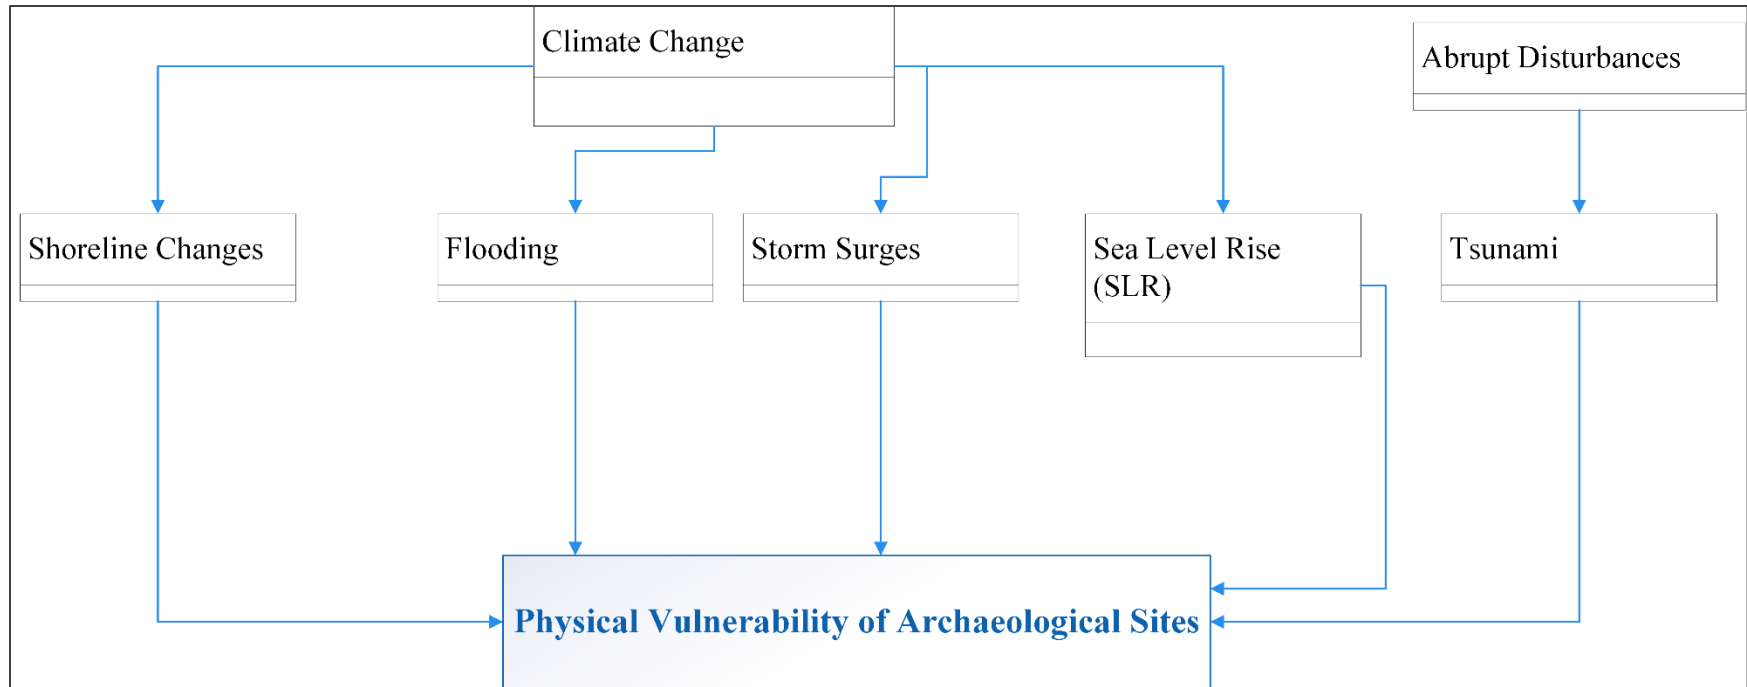 Climate Change
Abrupt Disturbances
Shoreline Changes
Flooding
Storm Surges
Sea Level Rise
(SLR)
Tsunami
Physical Vulnerability of Archaeological Sites